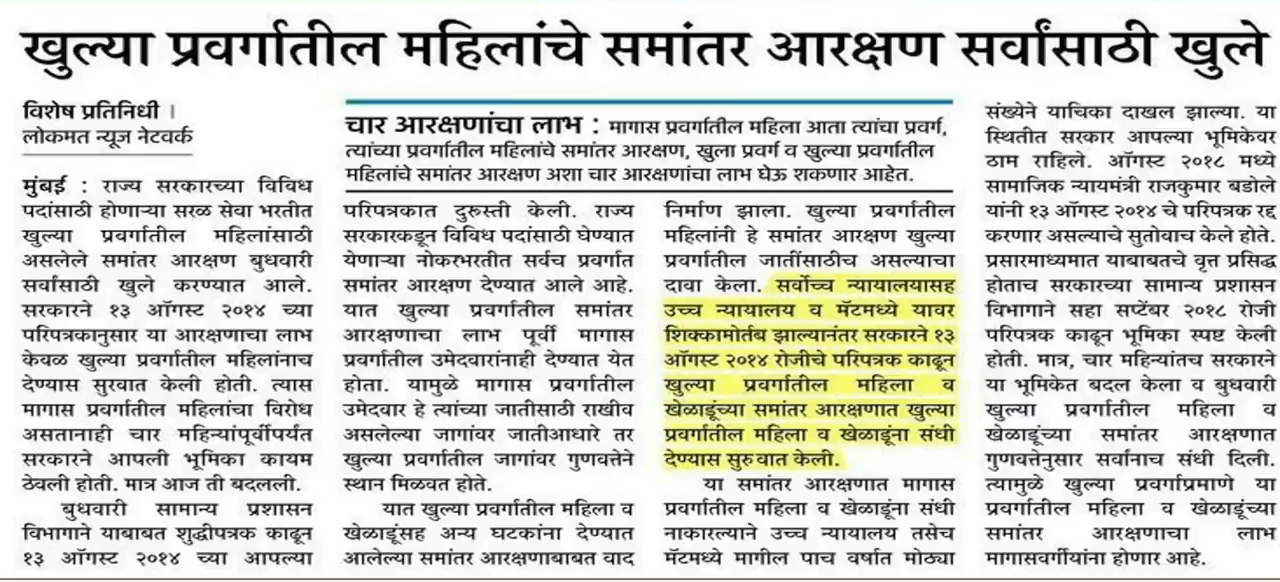 खुल्या प्रवर्गातील महिलांचे समांतर आरक्षण सर्वांसाठी खुले
विशेष प्रतिनिधी ।
लोकमत न्यूज नेटवर्क
मुंबई : राज्य सरकारच्या विविध
पदांसाठी होणाऱ्या सरळ सेवा भरतीत
खुल्या प्रवर्गातील महिलांसाठी
असलेले समांतर आरक्षण बुधवारी
सर्वांसाठी खुले करण्यात आले.
सरकारने १३ ऑगस्ट २०१४ च्या
परिपत्रकानुसार या आरक्षणाचा लाभ
केवळ खुल्या प्रवर्गातील महिलांनाच
देण्यास सुरवात केली होती. त्यास
मागास प्रवर्गातील महिलांचा विरोध
असतानाही चार महिन्यांपूर्वीपर्यंत
सरकारने आपली भूमिका कायम
ठेवली होती. मात्र आज ती बदलली.
बुधवारी सामान्य प्रशासन
विभागाने याबाबत शुद्धीपत्रक काढून
१३ ऑगस्ट २०१४ च्या आपल्या
चार आरक्षणांचा लाभ : मागास प्रवर्गातील महिला आता त्यांचा प्रवर्ग,
त्यांच्या प्रवर्गातील महिलांचे समांतर आरक्षण, खुला प्रवर्ग व खुल्या प्रवर्गातील
महिलांचे समांतर आरक्षण अशा चार आरक्षणांचा लाभ घेऊ शकणार आहेत.
परिपत्रकात दुरूस्ती केली. राज्य
सरकारकडून विविध पदांसाठी घेण्यात
येणाऱ्या नोकरभरतीत सर्वच प्रवर्गात
समांतर आरक्षण देण्यात आले आहे.
यात खुल्या प्रवर्गातील समांतर
आरक्षणाचा लाभ पूर्वी मागास
प्रवर्गातील उमेदवारांनाही देण्यात येत
होता. यामुळे मागास प्रवर्गातील
उमेदवार हे त्यांच्या जातीसाठी राखीव
असलेल्या जागांवर जातीआधारे तर
खुल्या प्रवर्गातील जागांवर गुणवत्तेने
स्थान मिळवत होते.
यात खुल्या प्रवर्गातील महिला व
खेळाडूंसह अन्य घटकांना देण्यात
आलेल्या समांतर आरक्षणाबाबत वाद
निर्माण झाला. खुल्या प्रवर्गातील
महिलांनी हे समांतर आरक्षण खुल्या
प्रवर्गातील जातींसाठीच असल्याचा
दावा केला. सर्वोच्च न्यायालयासह
उच्च न्यायालय व मॅटमध्ये यावर
शिक्कामोर्तब झाल्यानंतर सरकारने १३
ऑगस्ट २०१४ रोजीचे परिपत्रक काढून
खुल्या प्रवर्गातील महिला व
खेळाडूंच्या समांतर आरक्षणात खुल्या
प्रवर्गातील महिला व खेळाडूंना संधी
देण्यास सुरुवात केली.
या समांतर आरक्षणात मागास
प्रवर्गातील महिला व खेळाडूंना संधी
नाकारल्याने उच्च न्यायालय तसेच
मॅटमध्ये मागील पाच वर्षात मोठ्या
संख्येने याचिका दाखल झाल्या. या
स्थितीत सरकार आपल्या भूमिकेवर
ठाम राहिले. ऑगस्ट २०१८ मध्ये
सामाजिक न्यायमंत्री राजकुमार बडोले
यांनी १३ ऑगस्ट २०१४ चे परिपत्रक रद्द
करणार असल्याचे सुतोवाच केले होते.
प्रसारमाध्यमात याबाबतचे वृत्त प्रसिद्ध
होताच सरकारच्या सामान्य प्रशासन
विभागाने सहा सप्टेंबर २०१८ रोजी
परिपत्रक काढून भूमिका स्पष्ट केली
होती. मात्र, चार महिन्यांतच सरकारने
या भूमिकेत बदल केला व बुधवारी
खुल्या प्रवर्गातील महिला व
खेळाडूंच्या समांतर आरक्षणात
गुणवत्तेनुसार सर्वांनाच संधी दिली.
त्यामुळे खुल्या प्रवर्गाप्रमाणे या
प्रवर्गातील महिला व खेळाडूंच्या
समांतर आरक्षणाचा लाभ
मागासवर्गीयांना होणार आहे.